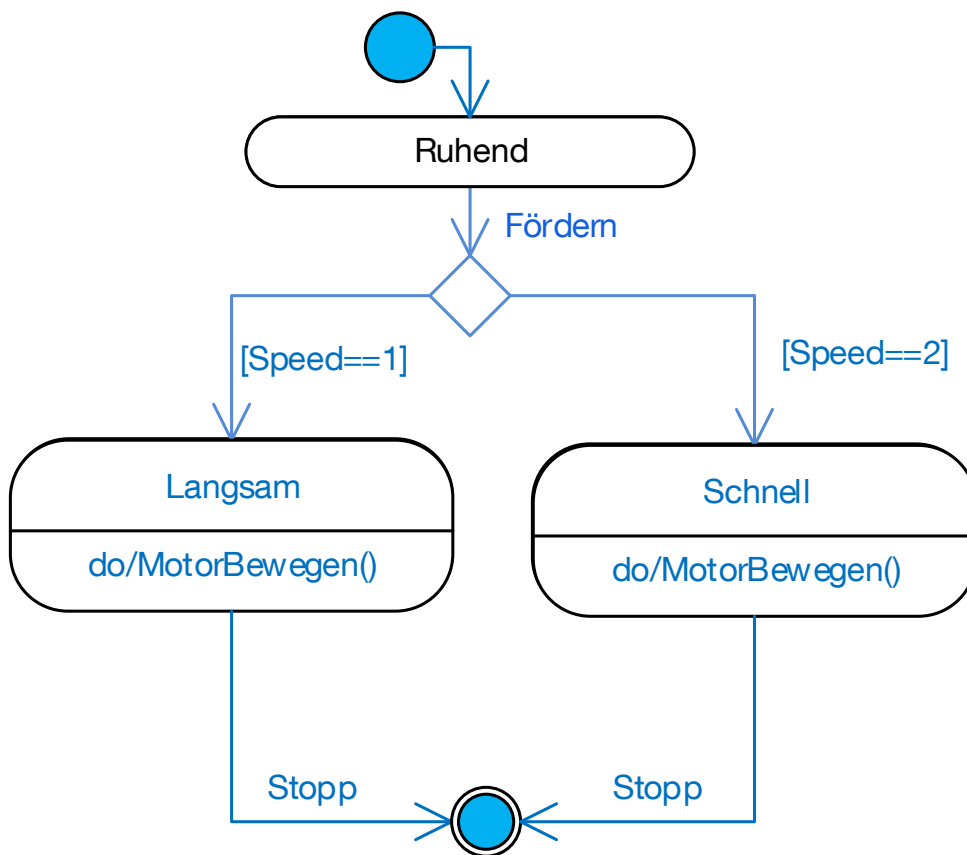 Ruhend
Fördern
[Speed==1]
[Speed==2]
Langsam
do/MotorBewegen()
Schnell
do/MotorBewegen()
Stopp
Stopp